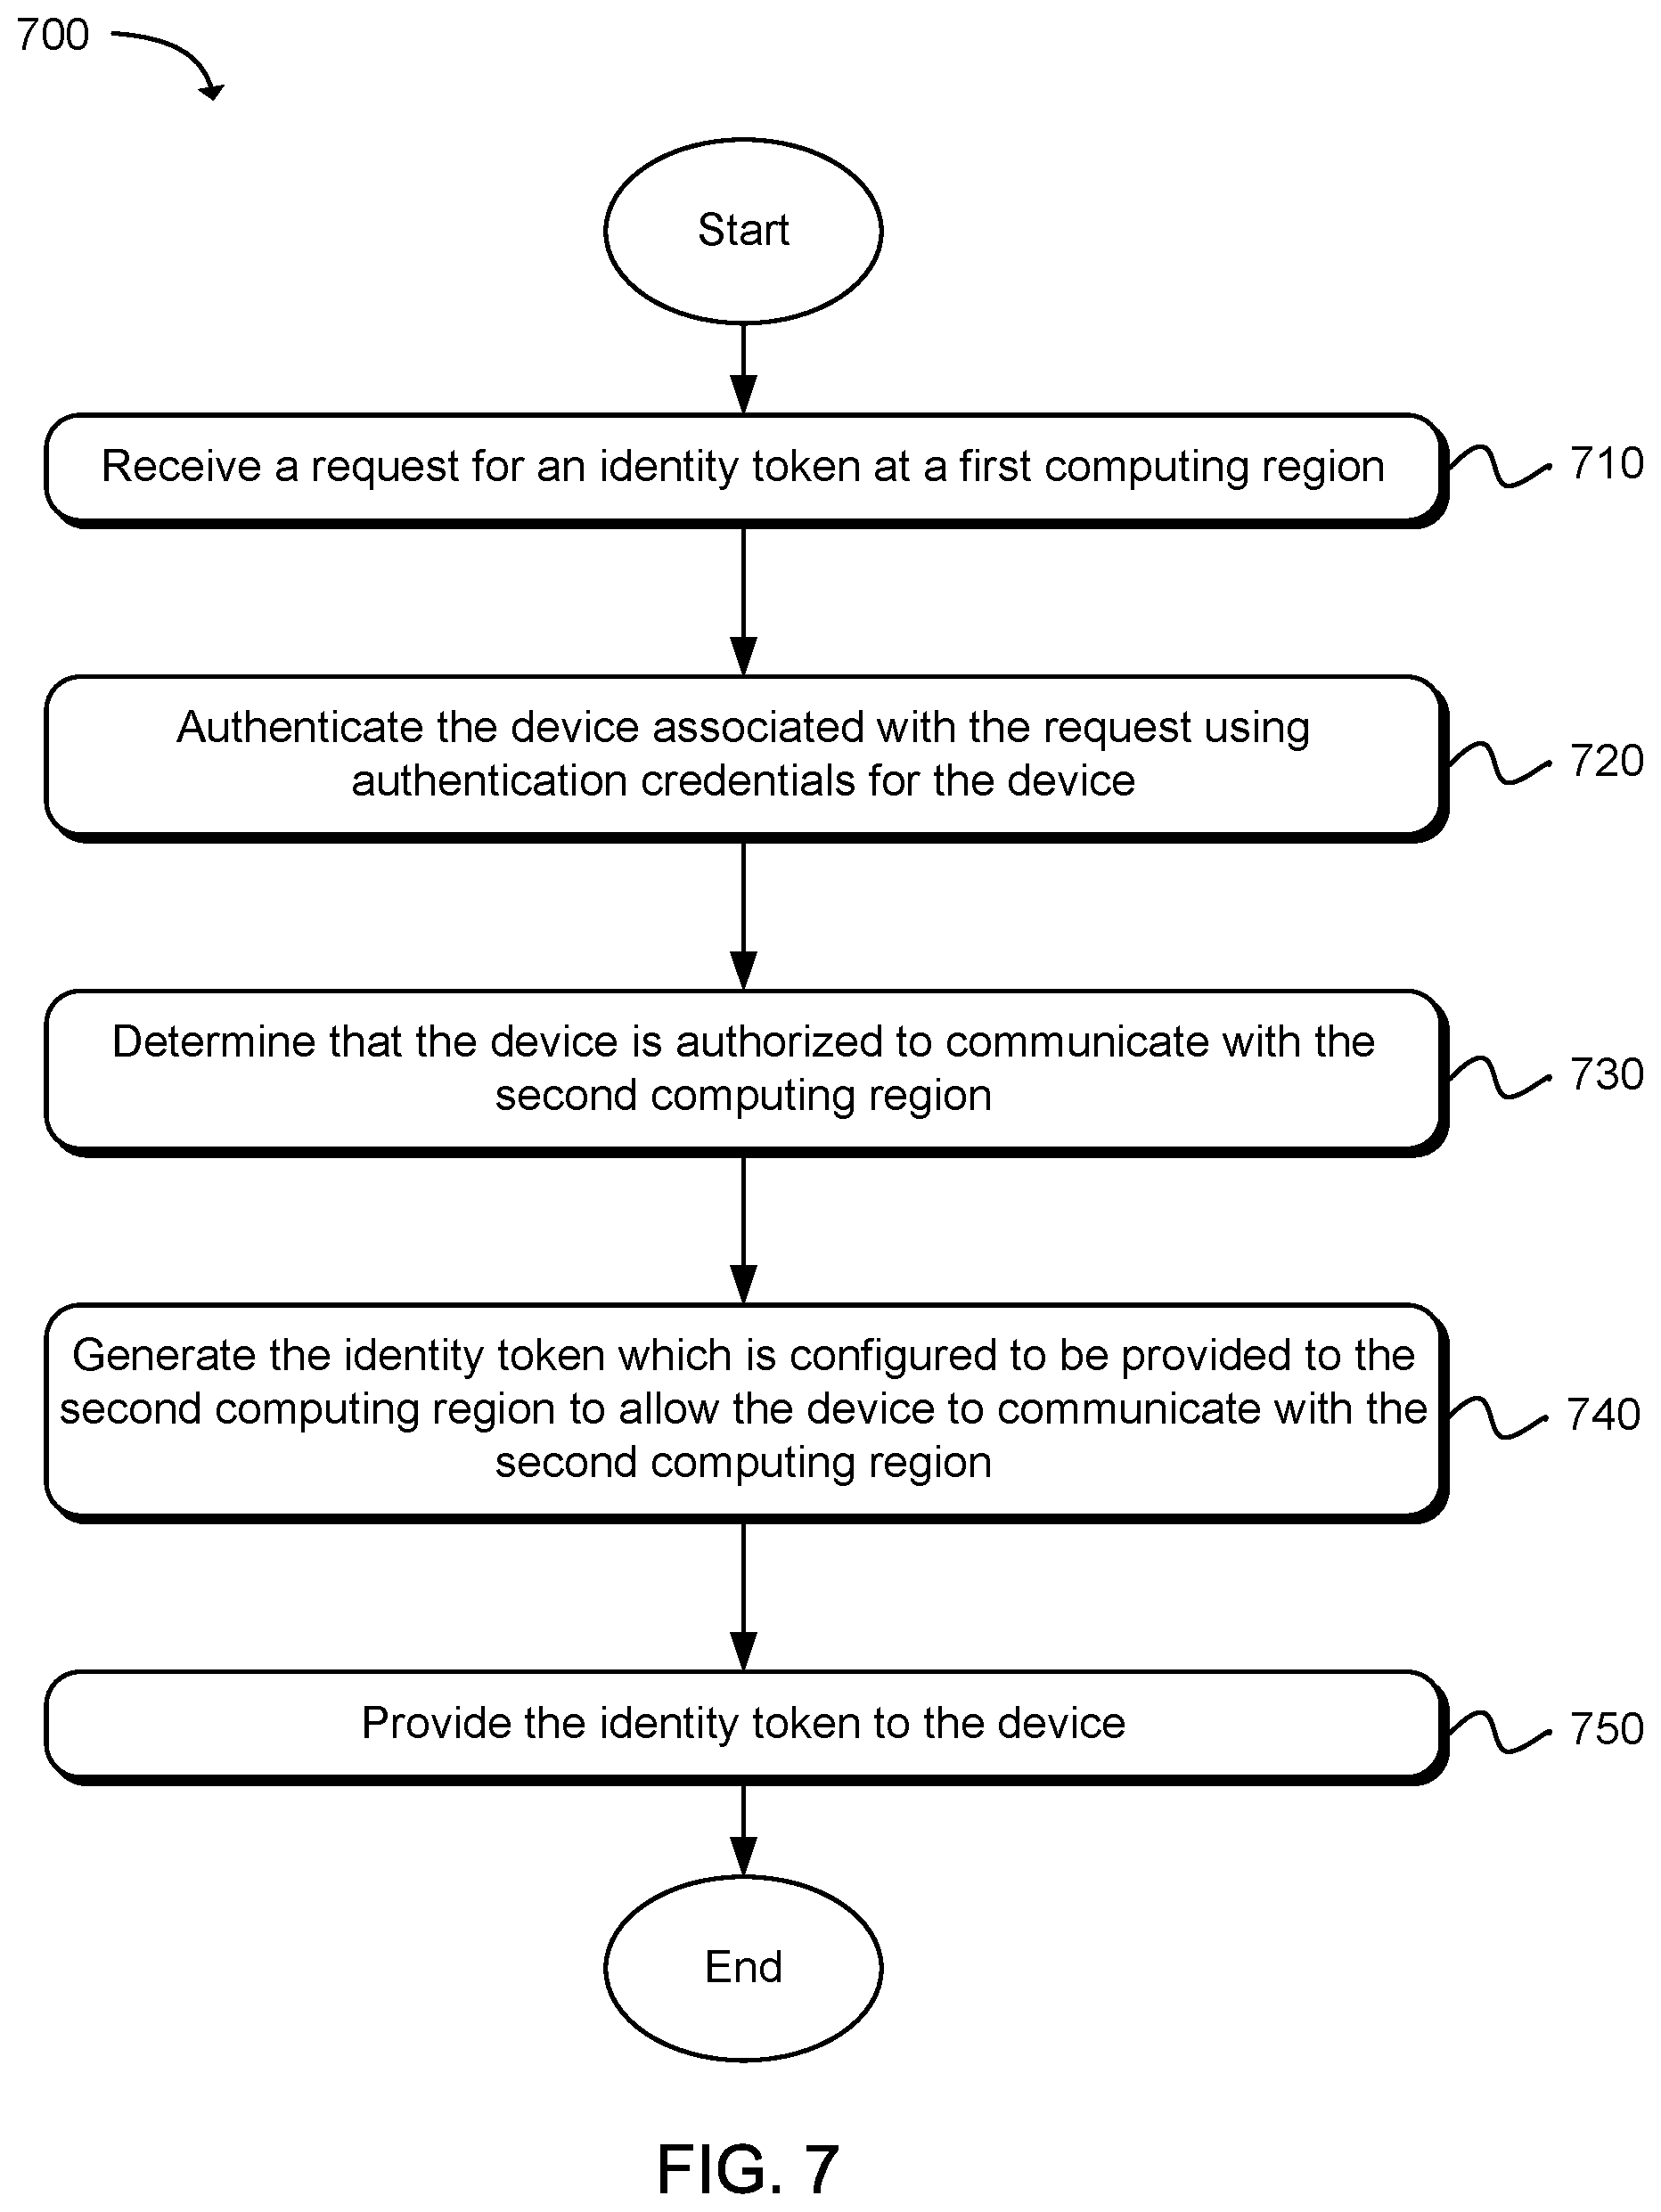 700
Start
Receive a request for an identity token at a first computing region
710
Authenticate the device associated with the request using
authentication credentials for the device
720
Determine that the device is authorized to communicate with the
second computing region
730
Generate the identity token which is configured to be provided to the
second computing region to allow the device to communicate with the
second computing region
740
Provide the identity token to the device
750
End
FIG. 7